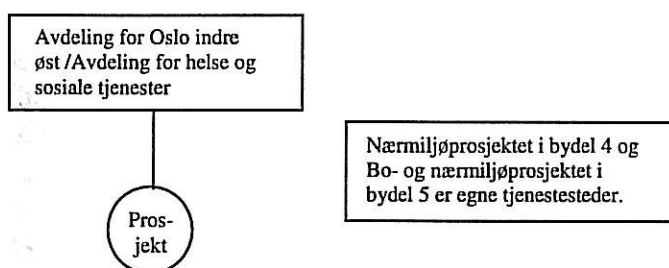 Avdeling for Oslo indre
øst /Avdeling for helse og
sosiale tjenester
Nærmiljøprosjektet i bydel 4 og
Bo- og nærmiljøprosjektet i
bydel 5 er egne tjenestesteder.
Pros-
jekt